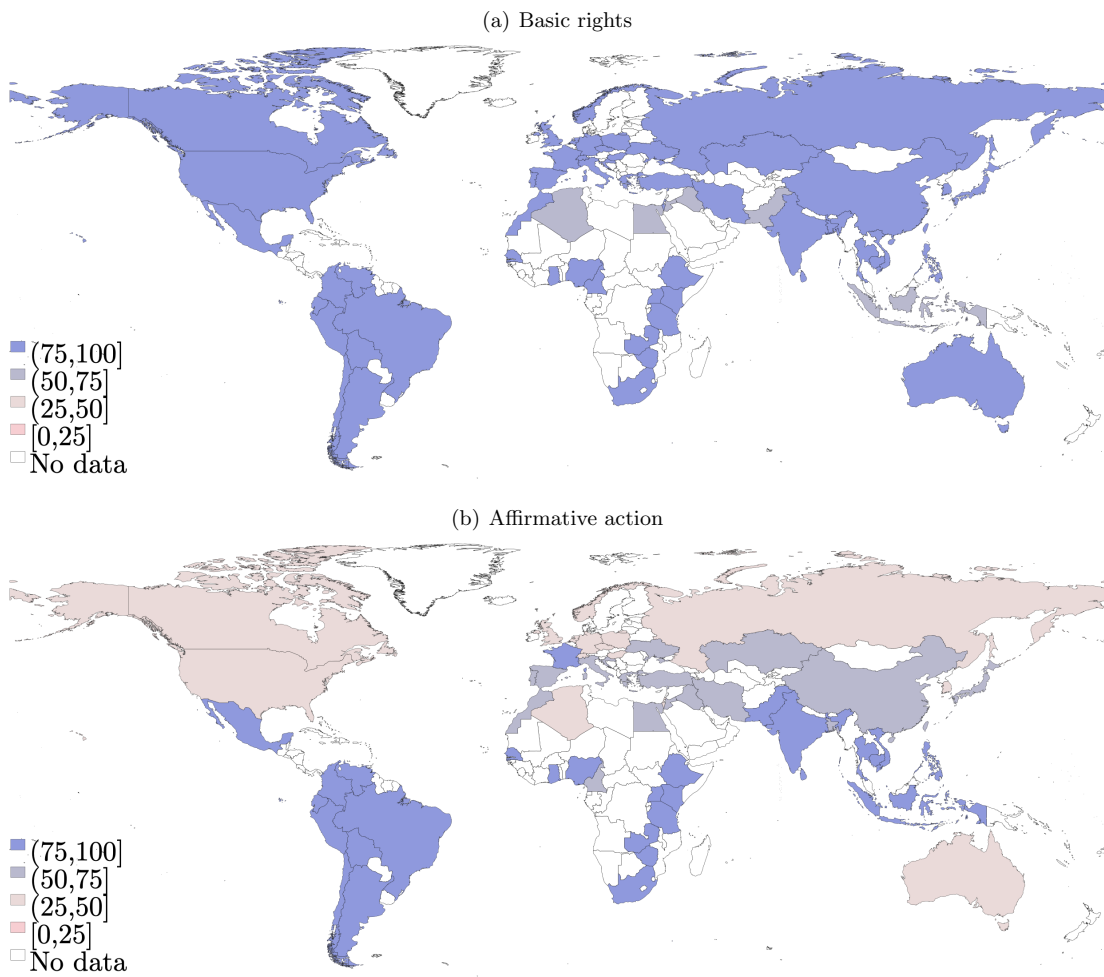 (a) Basic rights
(75,100]
(50,75]
(25,50]
[0,25]
No data
(b) Affirmative action
(75,100]
(50,75]
(25,50]
[0,25]
No data